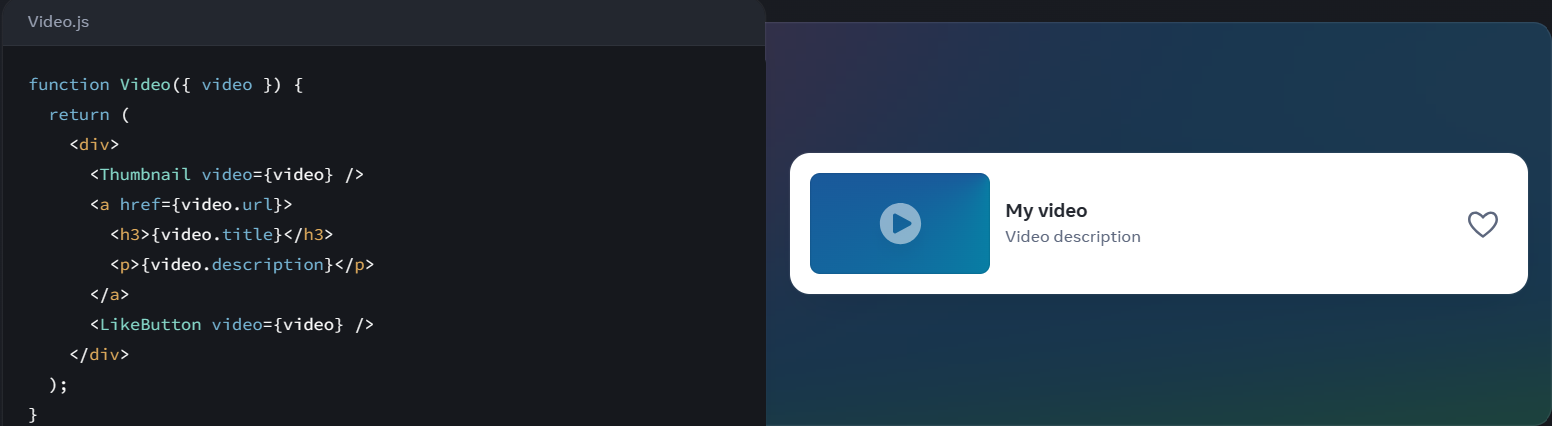 Video.js
function Video({ video }) {
  return (
    <div>
      <Thumbnail video={video} />
      <a href={video.url}>
        <h3>{video.title}</h3>
        <p>{video.description}</p>
      </a>
      <LikeButton video={video} />
    </div>
  );
}
My video
Video description